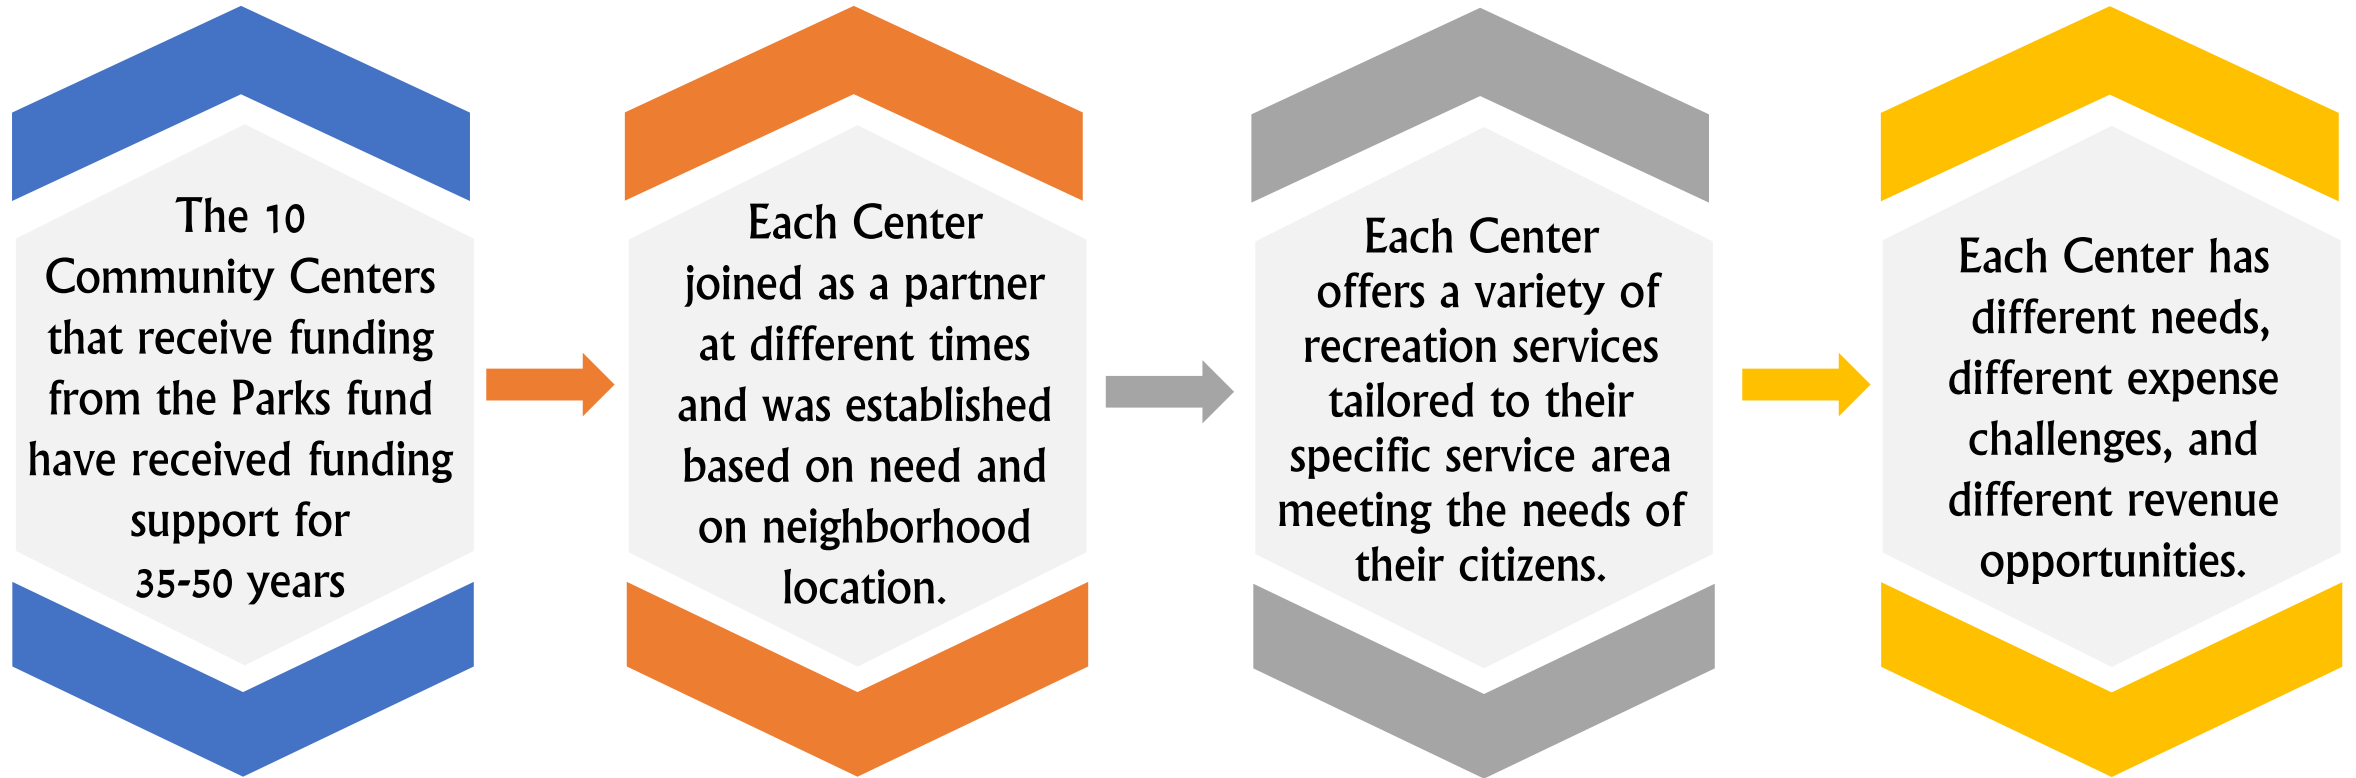 The 10
Community Centers
that receive funding
from the Parks fund
have received funding
support for
35-50 years
Each Center
joined as a partner
at different times
and was established
based on need and
on neighborhood
location.
Each Center
offers a variety of
recreation services
tailored to their
specific service area
meeting the needs of
their citizens.
Each Center has
different needs,
different expense
challenges, and
different revenue
opportunities.